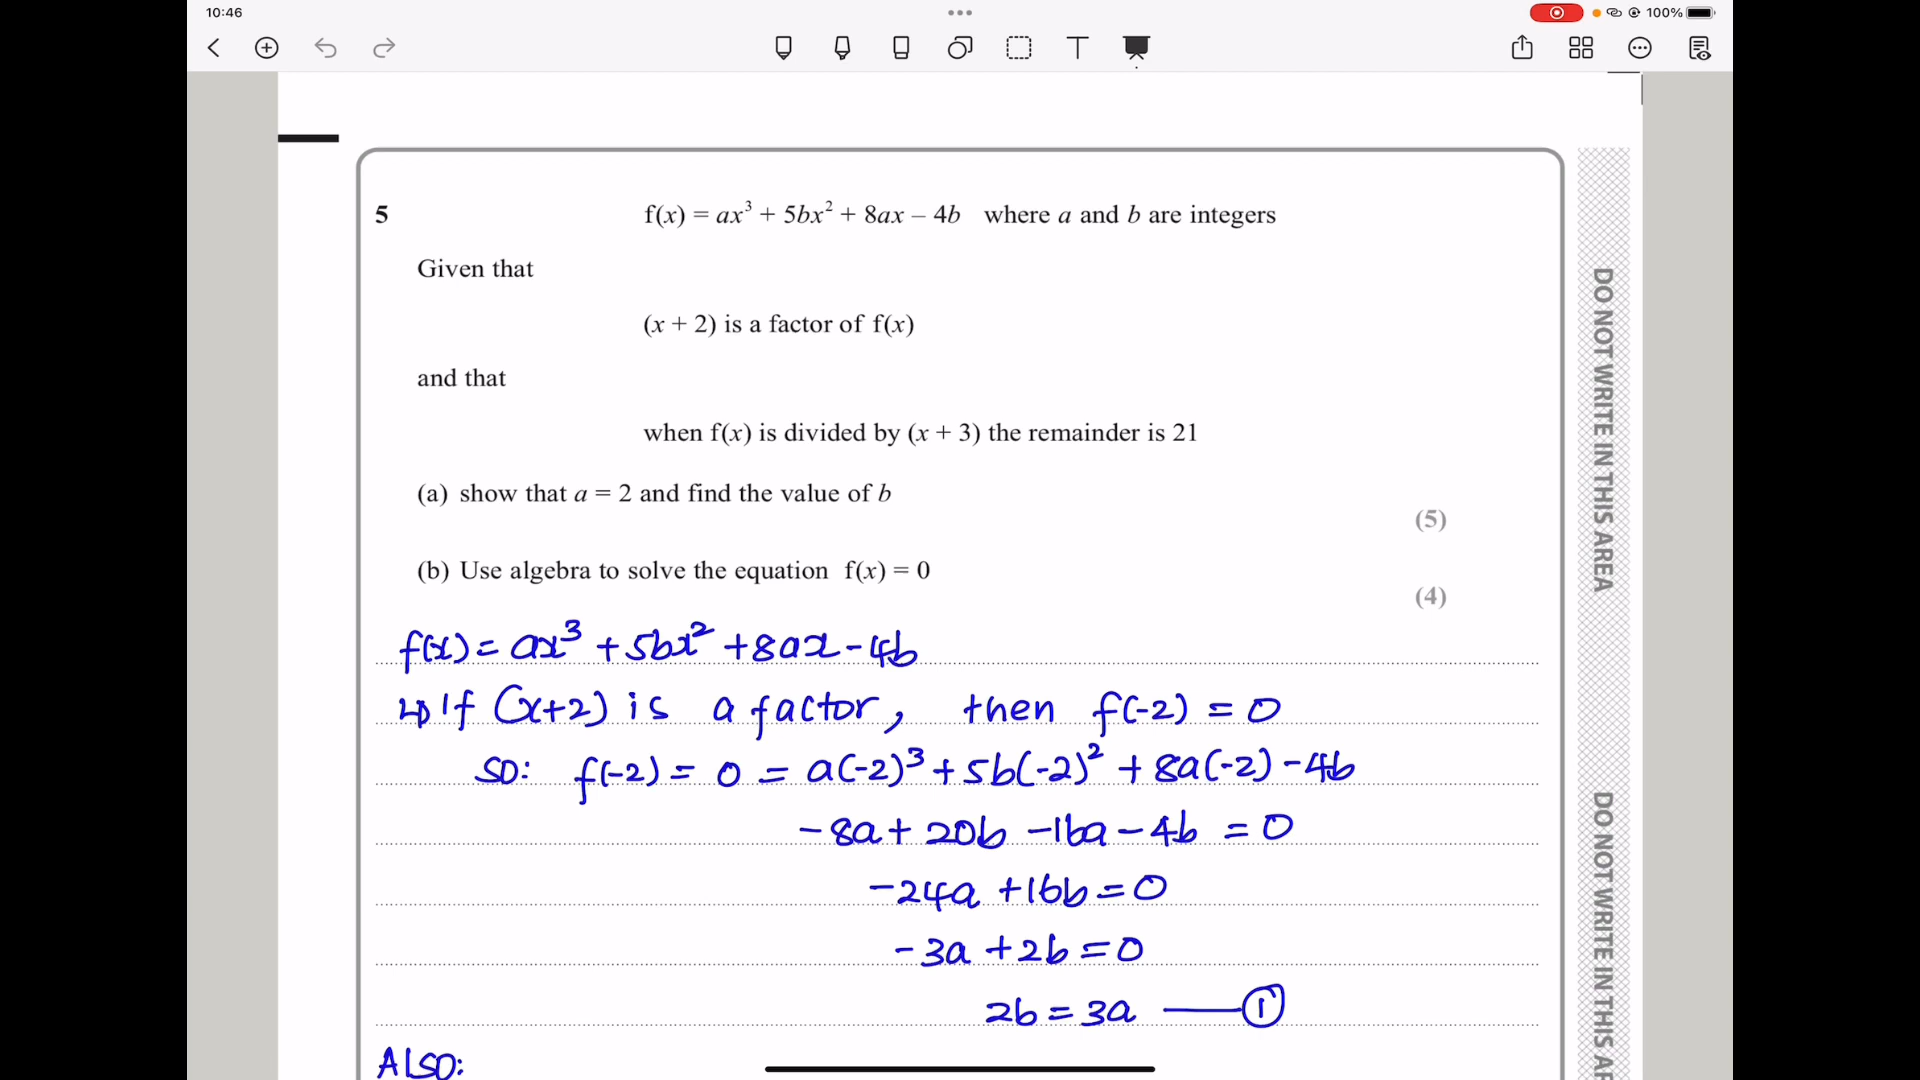 10:46
100%
5 f(x) = ax³ + 5bx² + 8ax – 4b where a and b are integers
Given that
(x + 2) is a factor of f(x)
and that
when f(x) is divided by (x + 3) the remainder is 21
(a) show that a = 2 and find the value of b
(5)
(b) Use algebra to solve the equation f(x) = 0
(4)
f(x) = ax³ + 5bx² + 8ax - 4b
↳ If (x+2) is a factor, then f(-2) = 0
SO: f(-2) = 0 = a(-2)³ + 5b(-2)² + 8a(-2) - 4b
-8a + 20b - 16a - 4b = 0
-24a + 16b = 0
-3a + 2b = 0
2b = 3a —— ①
ALSO:
DO NOT WRITE IN THIS AREA
DO NOT WRITE IN THIS AR